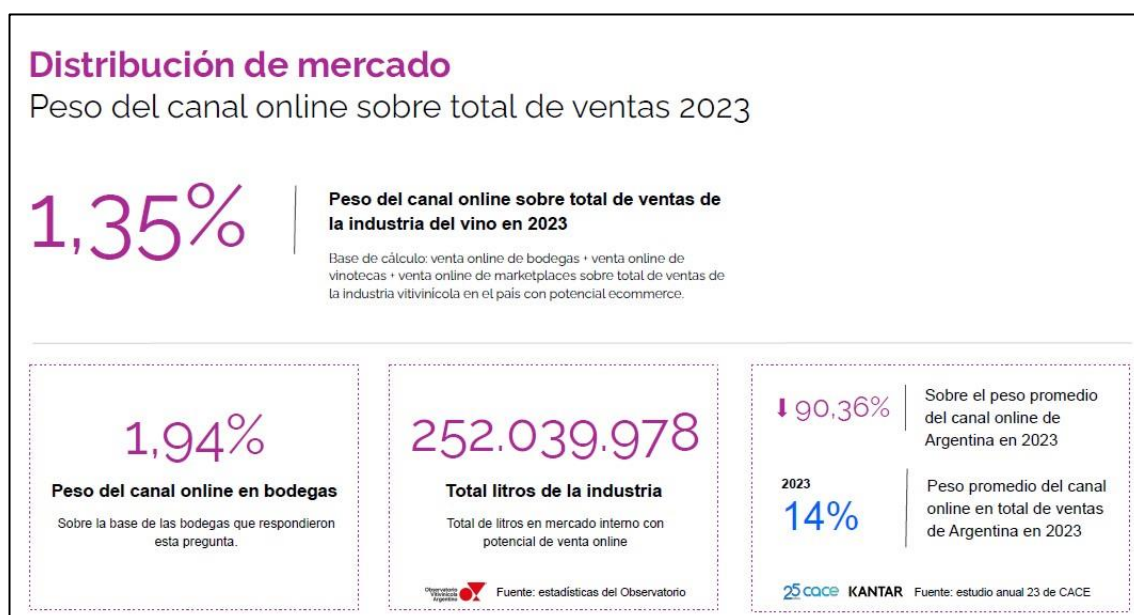 Distribución de mercado
Peso del canal online sobre total de ventas 2023
1,35%
Peso del canal online sobre total de ventas de
la industria del vino en 2023
Base de cálculo: venta online de bodegas + venta online de
vinotecas + venta online de marketplaces sobre total de ventas de
la industria vitivinícola en el país con potencial ecommerce.
1,94%
Peso del canal online en bodegas
Sobre la base de las bodegas que respondieron
esta pregunta.
252.039.978
Total litros de la industria
Total de litros en mercado interno con
potencial de venta online
Observatorio
Vitivinícola
Argentino
Fuente: estadísticas del Observatorio
⬇ 90,36%
Sobre el peso promedio
del canal online de
Argentina en 2023
2023
14%
Peso promedio del canal
online en total de ventas
de Argentina en 2023
25 cace KANTAR Fuente: estudio anual 23 de CACE